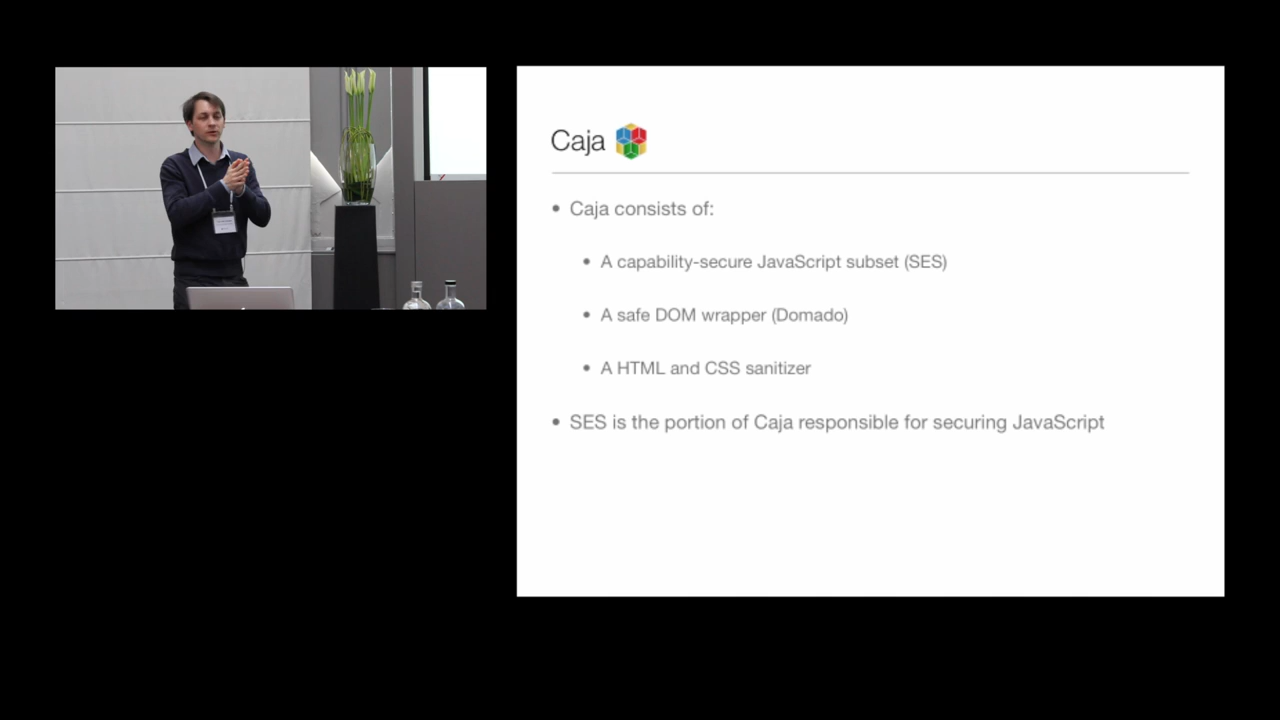 Caja
• Caja consists of:
• A capability-secure JavaScript subset (SES)
• A safe DOM wrapper (Domado)
• A HTML and CSS sanitizer
• SES is the portion of Caja responsible for securing JavaScript